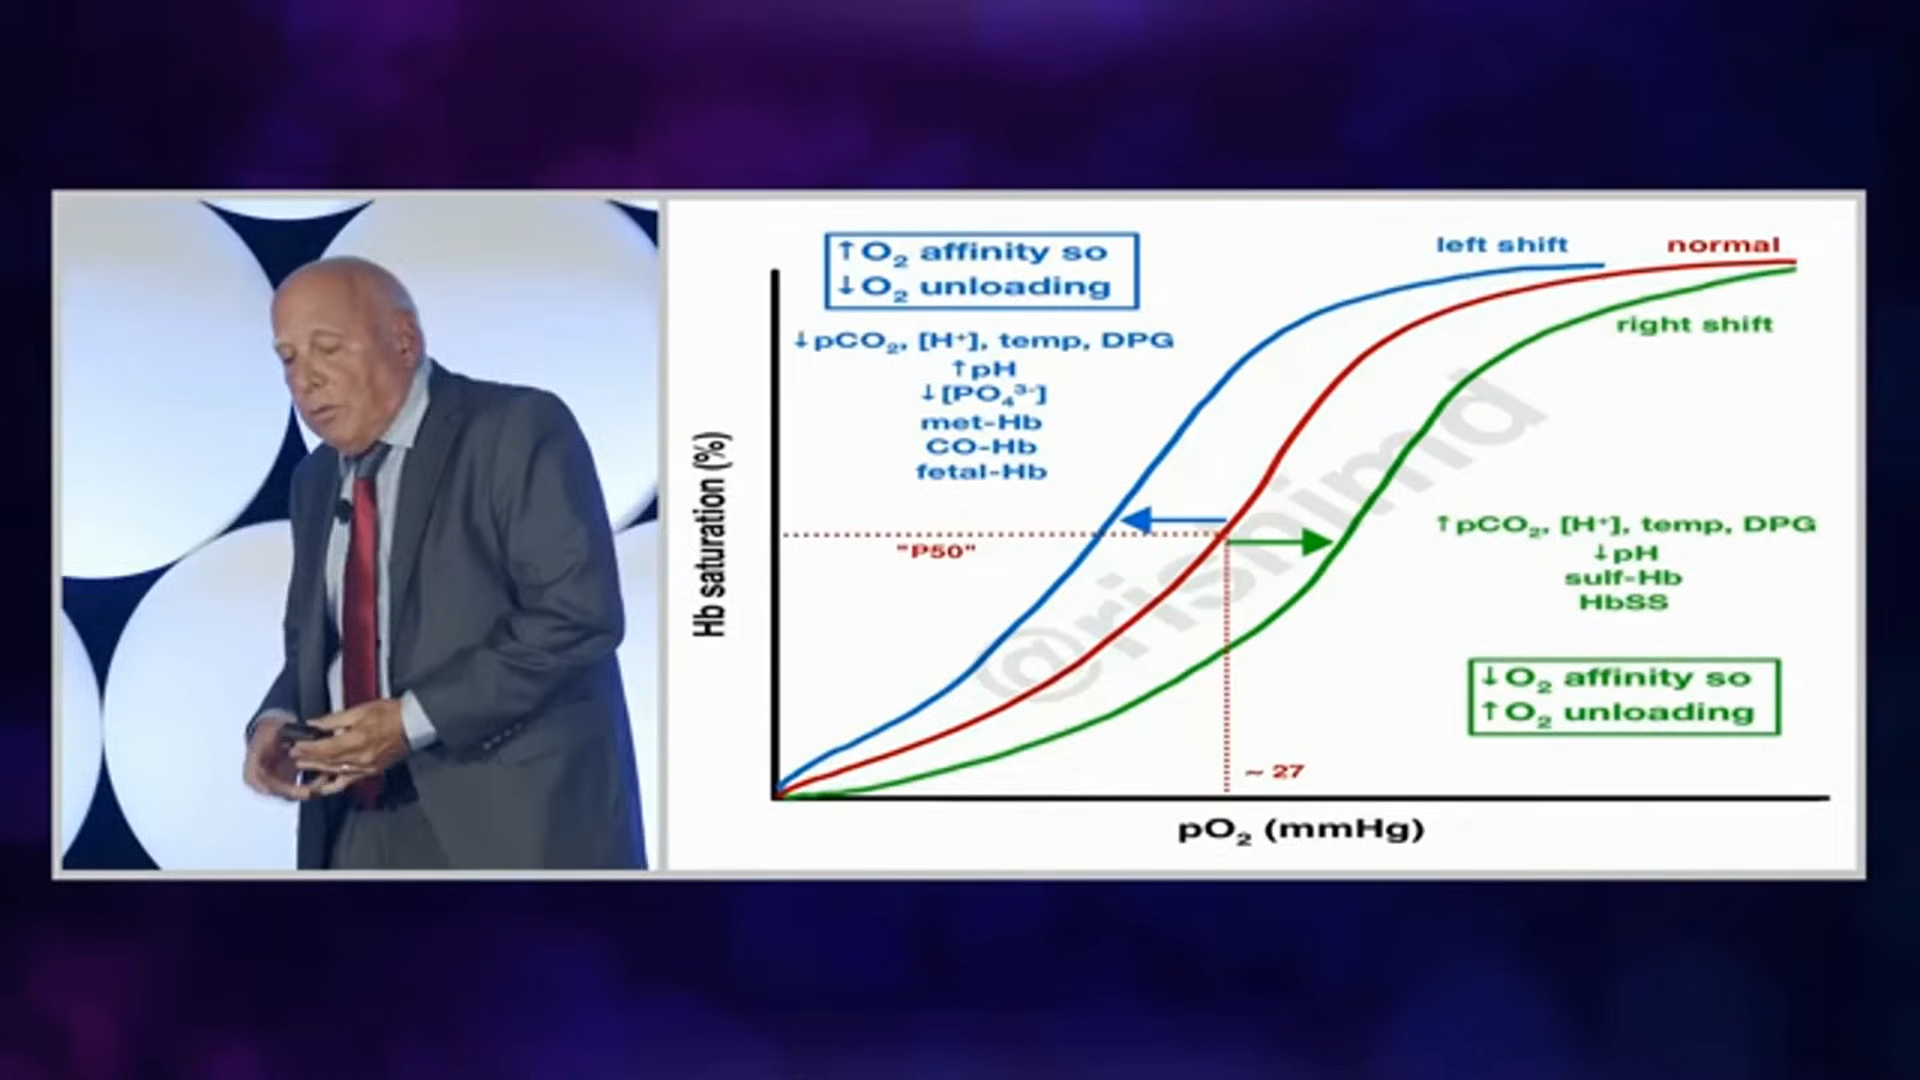 ↑O₂ affinity so
↓O₂ unloading
↓pCO₂, [H⁺], temp, DPG
↑pH
↓[PO₄³⁻]
met-Hb
CO-Hb
fetal-Hb
left shift
normal
right shift
Hb saturation (%)
"P50"
@rishimd
↑pCO₂, [H⁺], temp, DPG
↓pH
sulf-Hb
HbSS
↓O₂ affinity so
↑O₂ unloading
~ 27
pO₂ (mmHg)